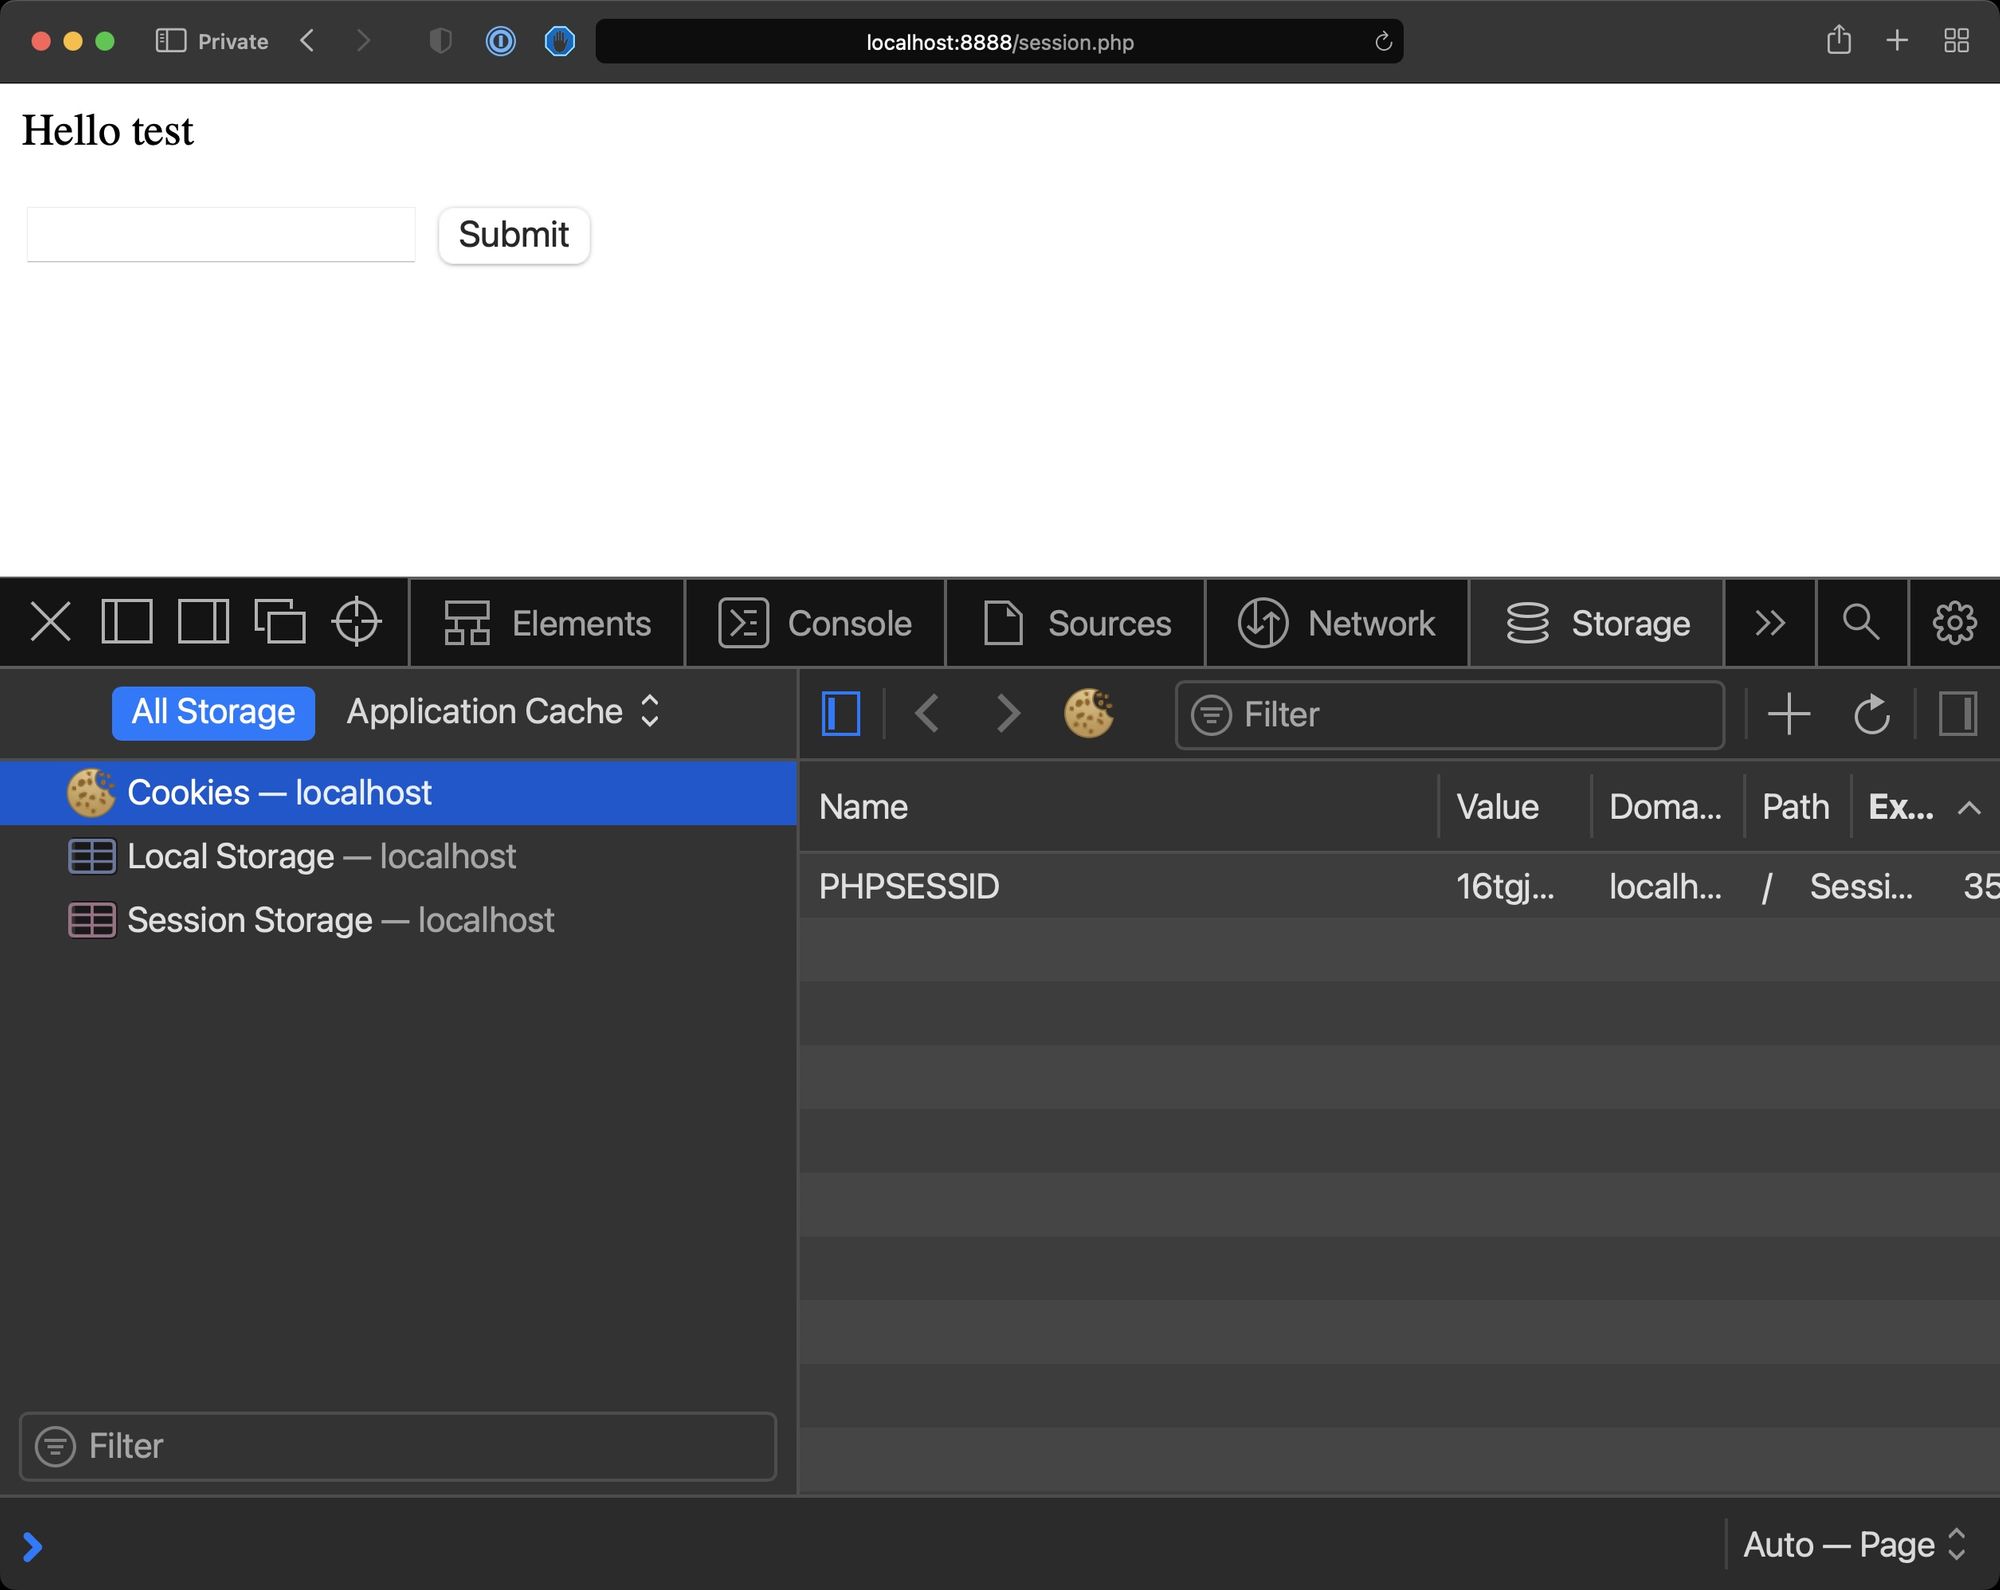 Private
localhost:8888/session.php
Hello test
Submit
Elements
Console
Sources
Network
Storage
All Storage
Application Cache
Filter
Cookies — localhost
Local Storage — localhost
Session Storage — localhost
Name Value Doma... Path Ex...
PHPSESSID 16tgj... localh... / Sessi... 35
Filter
Auto — Page